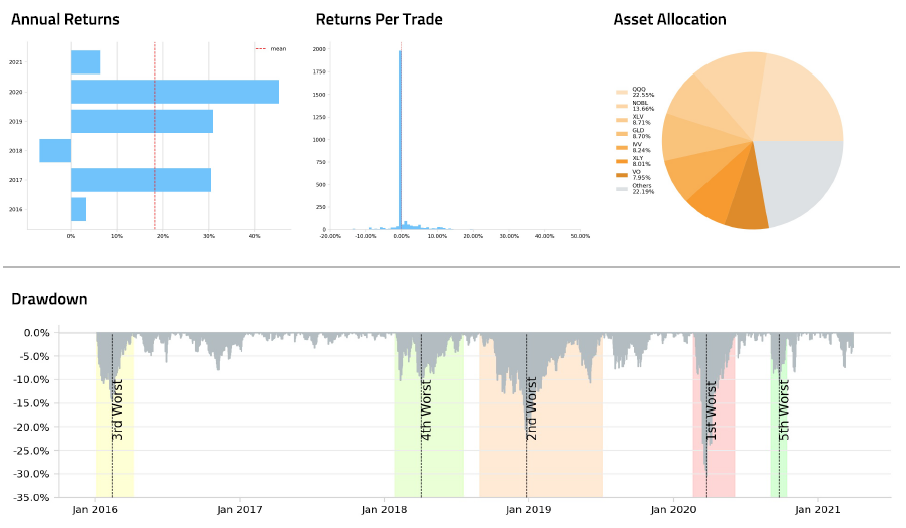 Annual Returns
Returns Per Trade
Asset Allocation
mean
2021
2020
2019
2018
2017
2016
0%
10%
20%
30%
40%
2000
1750
1500
1250
1000
750
500
250
0
-20.00%
-10.00%
0.00%
10.00%
20.00%
30.00%
40.00%
50.00%
QQQ
22.55%
NOBL
13.66%
XLV
8.71%
GLD
8.70%
IVV
8.24%
XLY
8.01%
VO
7.95%
Others
22.19%
Drawdown
0.0%
-5.0%
-10.0%
-15.0%
-20.0%
-25.0%
-30.0%
-35.0%
3rd Worst
4th Worst
2nd Worst
1st Worst
5th Worst
Jan 2016
Jan 2017
Jan 2018
Jan 2019
Jan 2020
Jan 2021